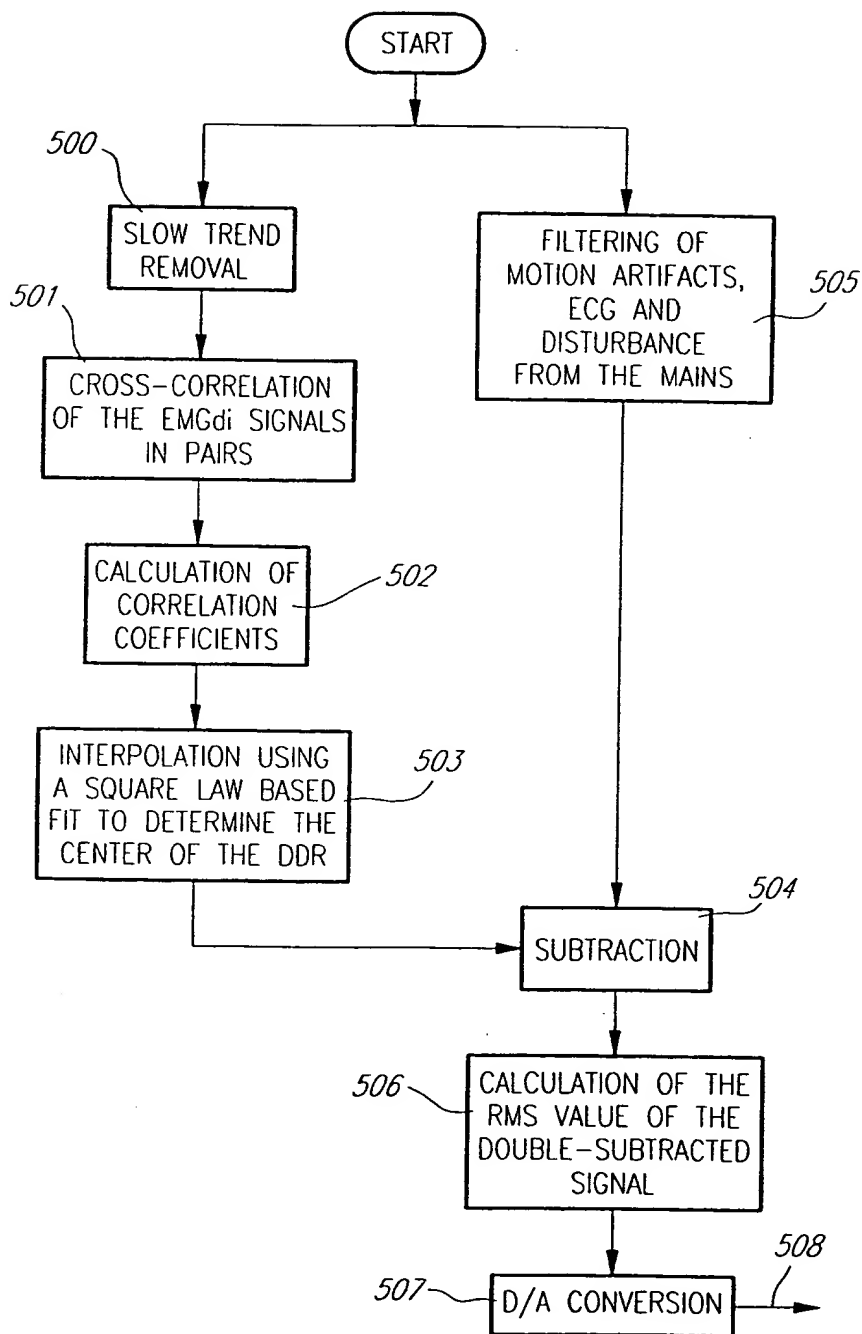 START
500
SLOW TREND
REMOVAL
501
CROSS-CORRELATION
OF THE EMGdi SIGNALS
IN PAIRS
CALCULATION OF
CORRELATION
COEFFICIENTS
502
INTERPOLATION USING
A SQUARE LAW BASED
FIT TO DETERMINE THE
CENTER OF THE DDR
503
FILTERING OF
MOTION ARTIFACTS,
ECG AND
DISTURBANCE
FROM THE MAINS
505
504
SUBTRACTION
506
CALCULATION OF THE
RMS VALUE OF THE
DOUBLE-SUBTRACTED
SIGNAL
507
D/A CONVERSION
508